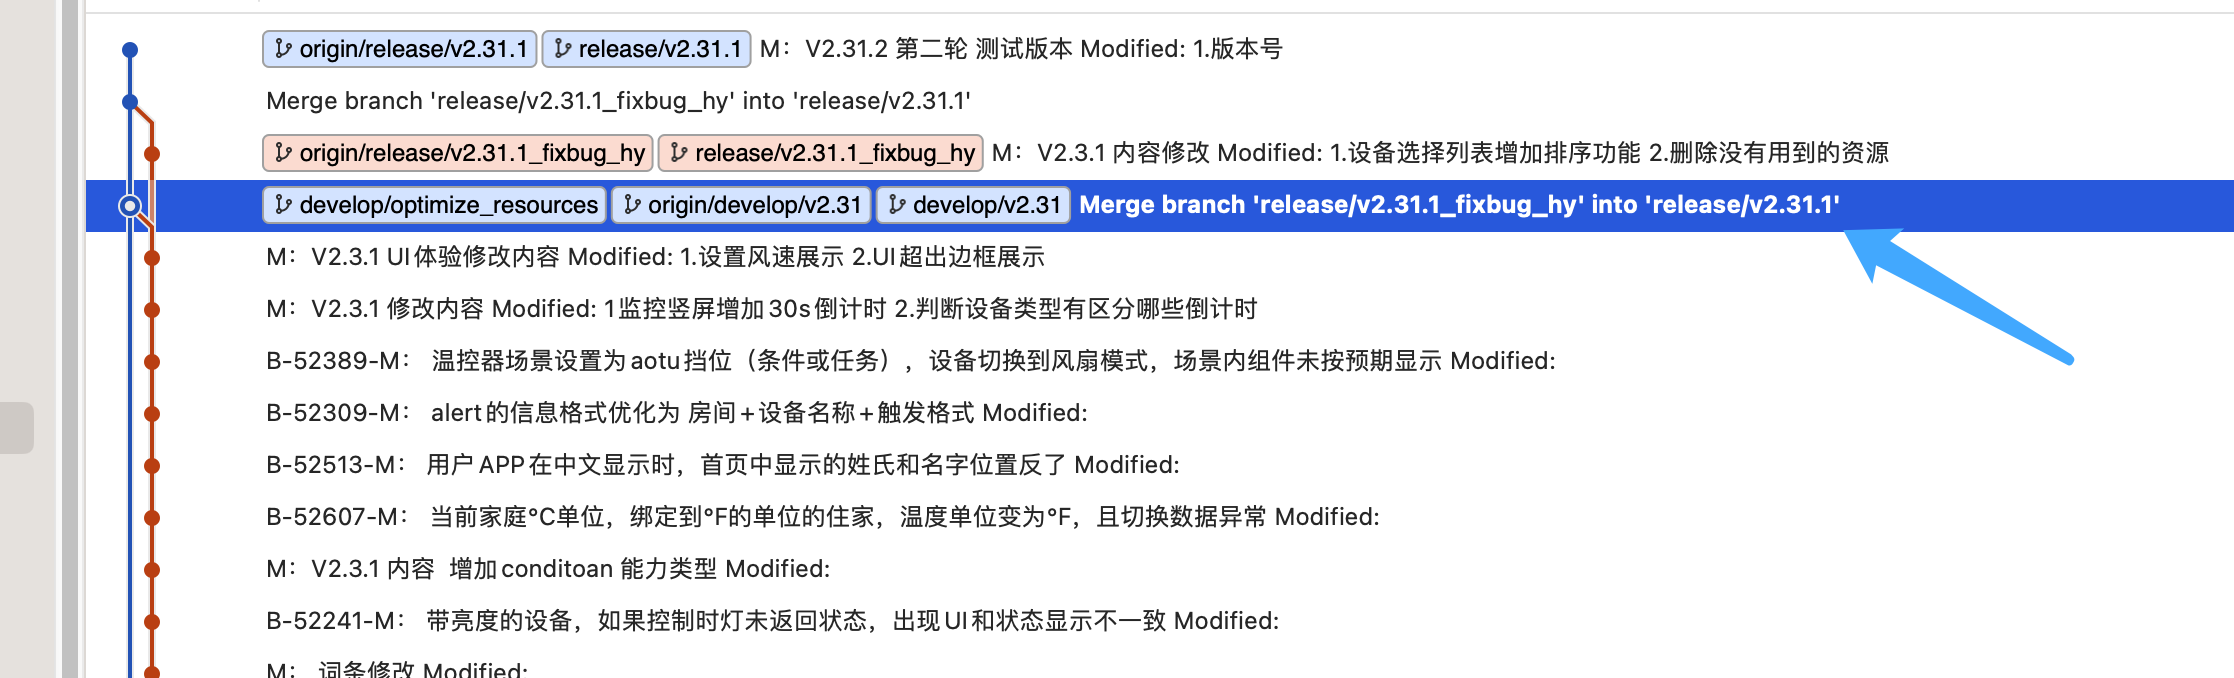 origin/release/v2.31.1 release/v2.31.1 M： V2.31.2 第二轮 测试版本 Modified: 1.版本号
Merge branch 'release/v2.31.1_fixbug_hy' into 'release/v2.31.1'
origin/release/v2.31.1_fixbug_hy release/v2.31.1_fixbug_hy M： V2.3.1 内容修改 Modified: 1.设备选择列表增加排序功能 2.删除没有用到的资源
develop/optimize_resources origin/develop/v2.31 develop/v2.31 Merge branch 'release/v2.31.1_fixbug_hy' into 'release/v2.31.1'
M： V2.3.1 UI体验修改内容 Modified: 1.设置风速展示 2.UI超出边框展示
M： V2.3.1 修改内容 Modified: 1监控竖屏增加30s倒计时 2.判断设备类型有区分哪些倒计时
B-52389-M： 温控器场景设置为aotu挡位（条件或任务），设备切换到风扇模式，场景内组件未按预期显示 Modified:
B-52309-M： alert的信息格式优化为 房间+设备名称+触发格式 Modified:
B-52513-M： 用户APP在中文显示时，首页中显示的姓氏和名字位置反了 Modified:
B-52607-M： 当前家庭°C单位，绑定到°F的单位的住家，温度单位变为°F，且切换数据异常 Modified:
M： V2.3.1 内容 增加conditoan 能力类型 Modified:
B-52241-M： 带亮度的设备，如果控制时灯未返回状态，出现UI和状态显示不一致 Modified:
M： 词条修改 Modified: